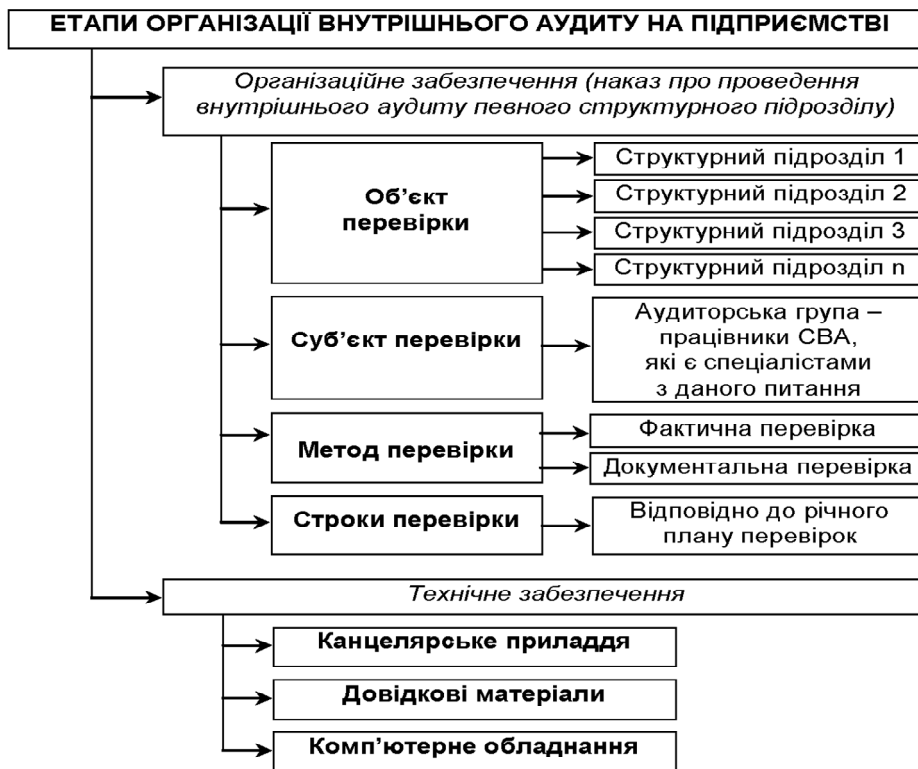 ЕТАПИ ОРГАНІЗАЦІЇ ВНУТРІШНЬОГО АУДИТУ НА ПІДПРИЄМСТВІ
Організаційне забезпечення (наказ про проведення
внутрішнього аудиту певного структурного підрозділу)
Об’єкт
перевірки
Структурний підрозділ 1
Структурний підрозділ 2
Структурний підрозділ 3
Структурний підрозділ n
Суб’єкт перевірки
Аудиторська група –
працівники СВА,
які є спеціалістами
з даного питання
Метод перевірки
Фактична перевірка
Документальна перевірка
Строки перевірки
Відповідно до річного
плану перевірок
Технічне забезпечення
Канцелярське приладдя
Довідкові матеріали
Комп’ютерне обладнання